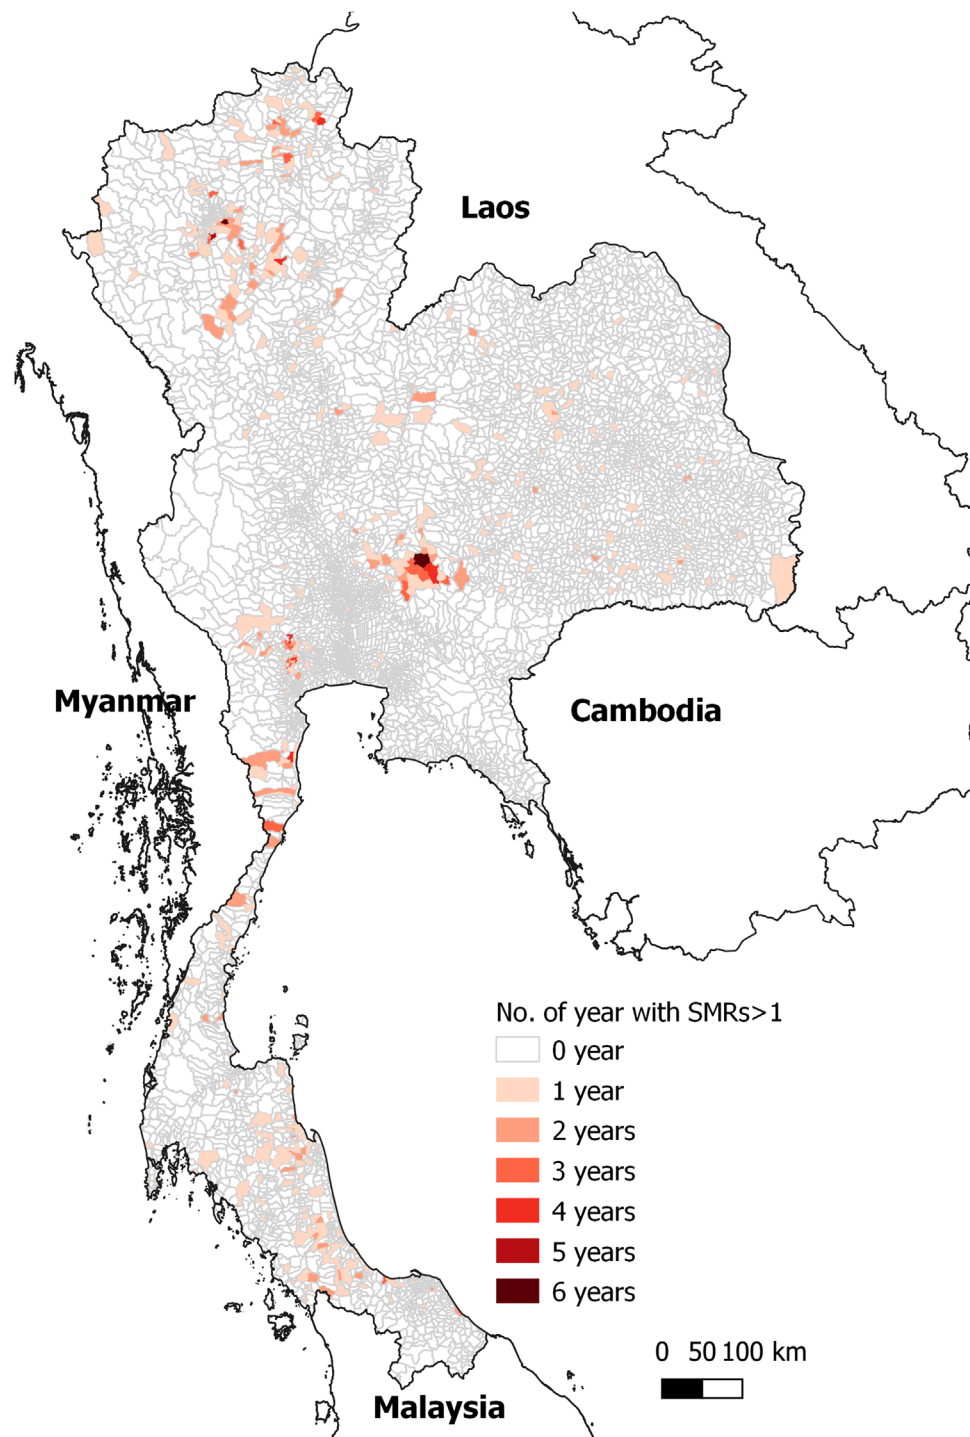 Laos
Myanmar
Cambodia
No. of year with SMRs>1
0 year
1 year
2 years
3 years
4 years
5 years
6 years
0 50 100 km
Malaysia